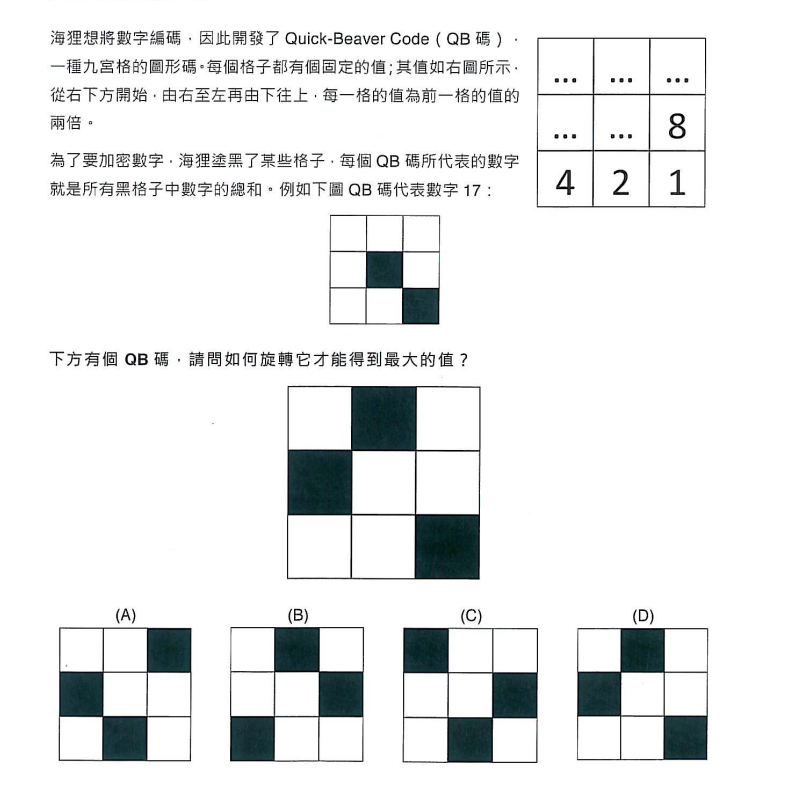 海狸想將數字編碼，因此開發了 Quick-Beaver Code ( QB 碼 )，
一種九宮格的圖形碼。每個格子都有個固定的值；其值如右圖所示，
從右下方開始，由右至左再由下往上，每一格的值為前一格的值的
兩倍。
... ... ...
... ... 8
4 2 1
為了要加密數字，海狸塗黑了某些格子，每個 QB 碼所代表的數字
就是所有黑格子中數字的總和。例如下圖 QB 碼代表數字 17：
下方有個 QB 碼，請問如何旋轉它才能得到最大的值？
(A) (B) (C) (D)